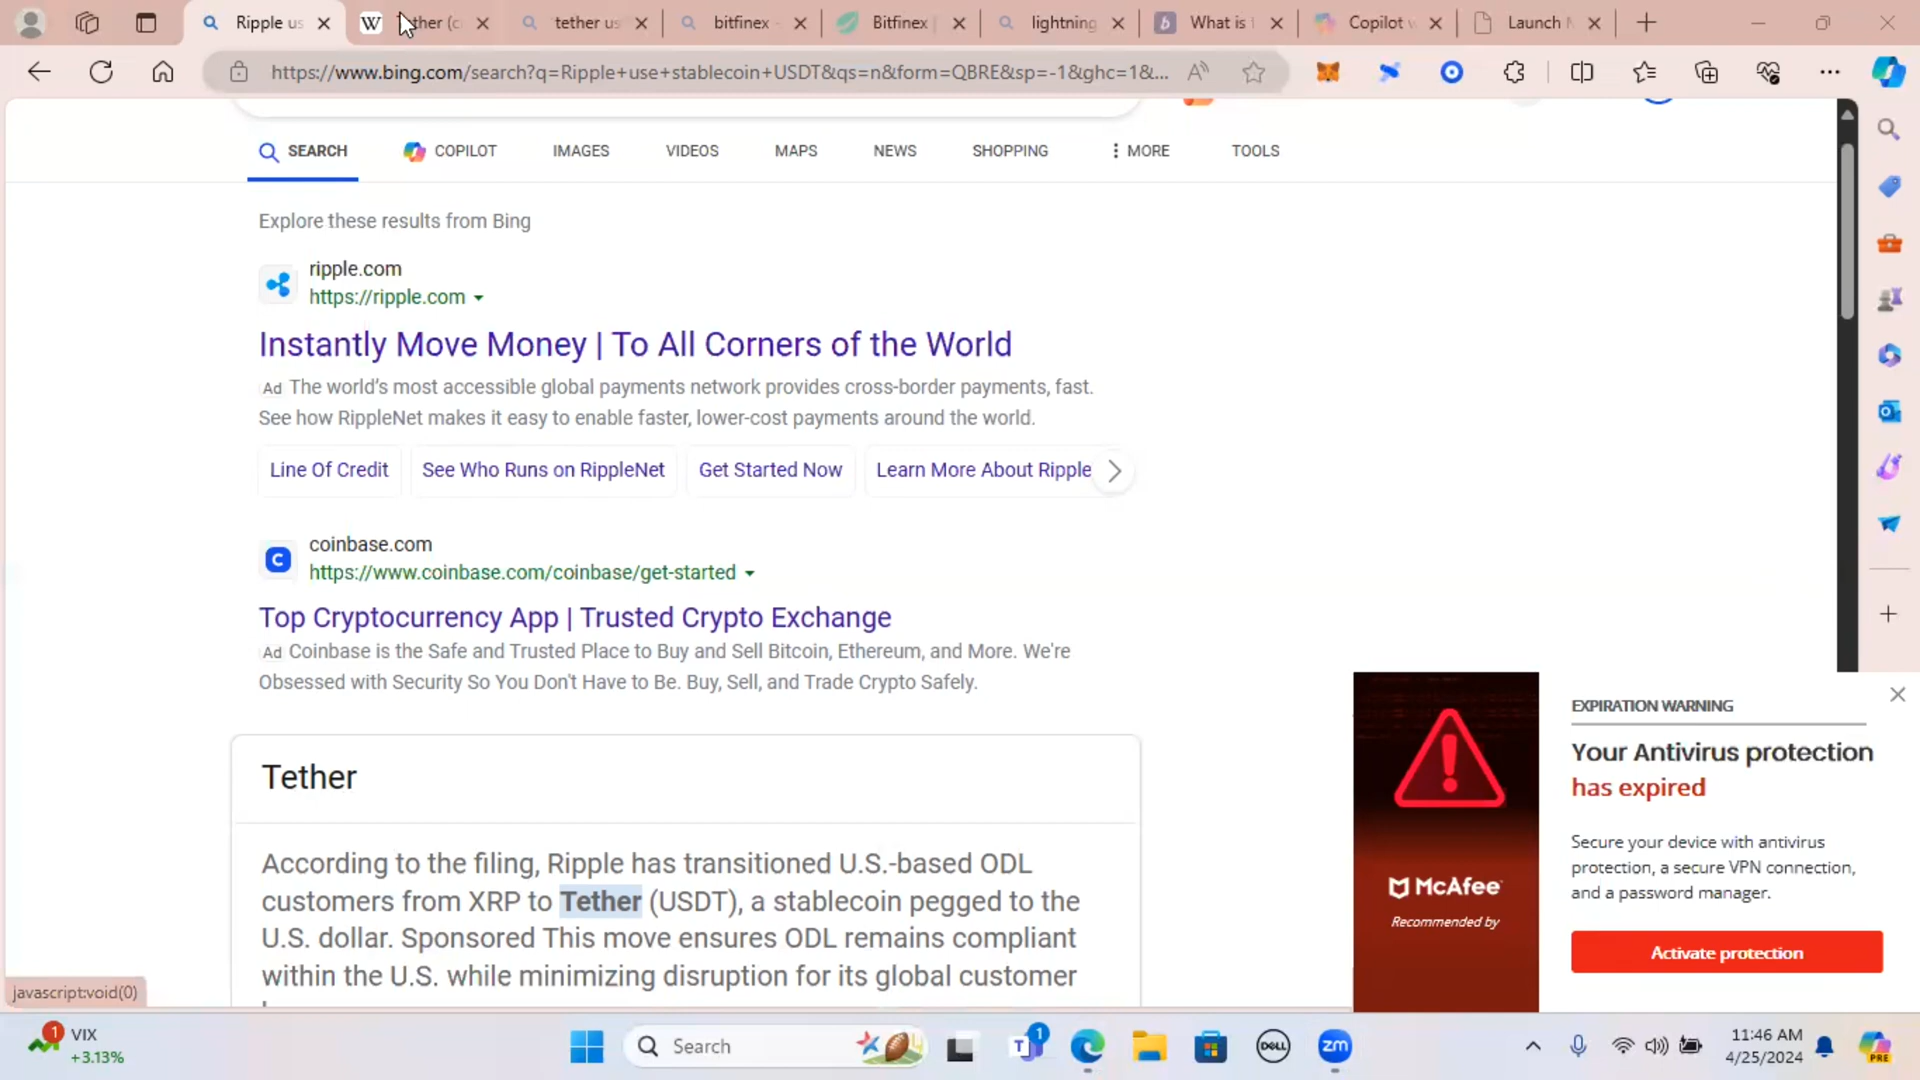 Ripple us
W
ther (c
tether us
bitfinex -
Bitfinex |
lightning
b
What is
Copilot
Launch
https://www.bing.com/search?q=Ripple+use+stablecoin+USDT&qs=n&form=QBRE&sp=-1&ghc=1&...
A
SEARCH
COPILOT
IMAGES
VIDEOS
MAPS
NEWS
SHOPPING
MORE
TOOLS
Explore these results from Bing
ripple.com
https://ripple.com
Instantly Move Money | To All Corners of the World
Ad The world's most accessible global payments network provides cross-border payments, fast.
See how RippleNet makes it easy to enable faster, lower-cost payments around the world.
Line Of Credit
See Who Runs on RippleNet
Get Started Now
Learn More About Ripple
C
coinbase.com
https://www.coinbase.com/coinbase/get-started
Top Cryptocurrency App | Trusted Crypto Exchange
Ad Coinbase is the Safe and Trusted Place to Buy and Sell Bitcoin, Ethereum, and More. We're
Obsessed with Security So You Don't Have to Be. Buy, Sell, and Trade Crypto Safely.
Tether
According to the filing, Ripple has transitioned U.S.-based ODL
customers from XRP to Tether (USDT), a stablecoin pegged to the
U.S. dollar. Sponsored This move ensures ODL remains compliant
within the U.S. while minimizing disruption for its global customer
EXPIRATION WARNING
Your Antivirus protection
has expired
Secure your device with antivirus
protection, a secure VPN connection,
and a password manager.
McAfee
Recommended by
Activate protection
javascript:void(0)
1
VIX
+3.13%
Search
T
1
DELL
zm
11:46 AM
4/25/2024
PRE